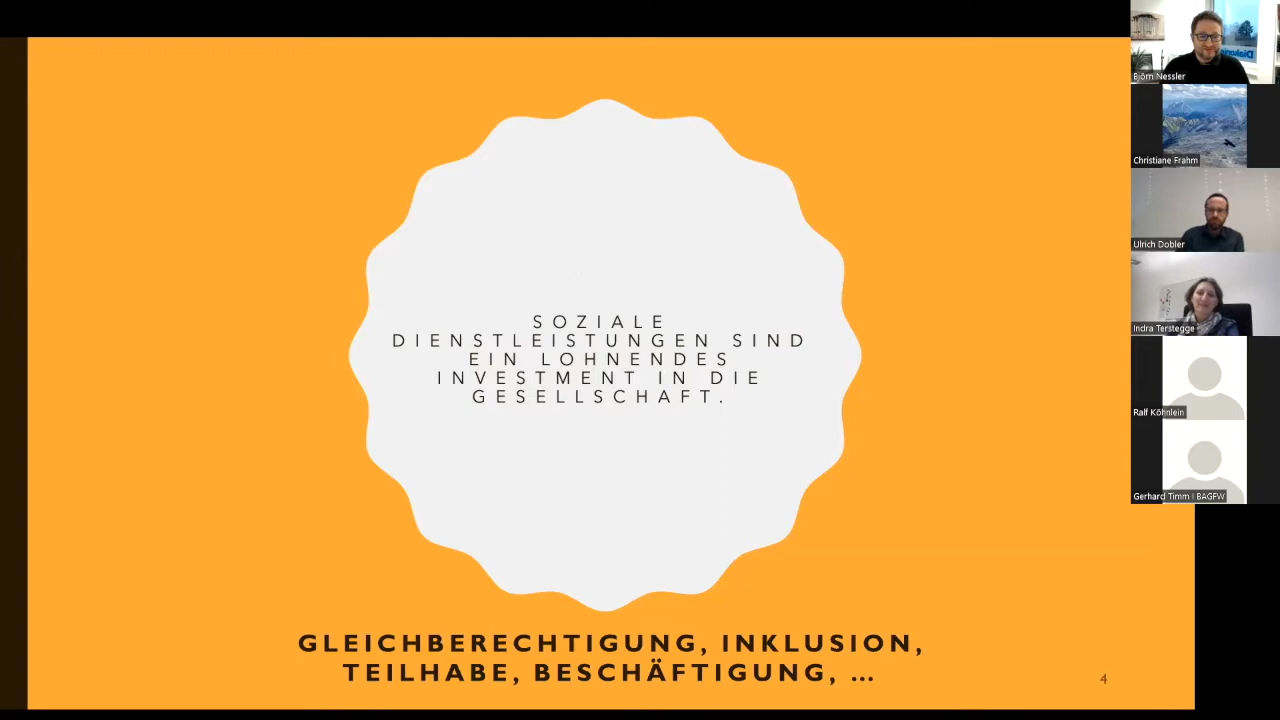 SOZIALE
DIENSTLEISTUNGEN SIND
EIN LOHNENDES
INVESTMENT IN DIE
GESELLSCHAFT.
GLEICHBERECHTIGUNG, INKLUSION,
TEILHABE, BESCHÄFTIGUNG, ...
4
Björn Nessler
Christiane Frahm
Ulrich Dobler
Indra Terstegge
Ralf Köhnlein
Gerhard Timm I BAGFW